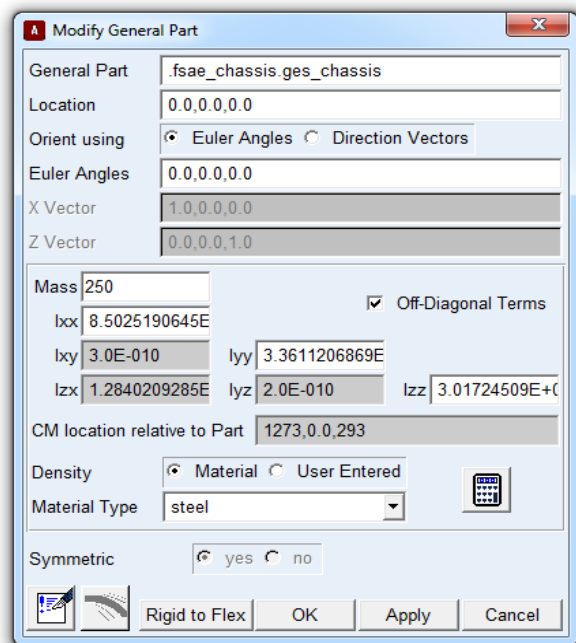 Modify General Part
General Part .fsae_chassis.ges_chassis
Location 0.0,0.0,0.0
Orient using Euler Angles Direction Vectors
Euler Angles 0.0,0.0,0.0
X Vector 1.0,0.0,0.0
Z Vector 0.0,0.0,1.0
Mass 250
Off-Diagonal Terms
Ixx 8.5025190645E
Ixy 3.0E-010 Iyy 3.3611206869E
Izx 1.2840209285E Iyz 2.0E-010 Izz 3.01724509E+0
CM location relative to Part 1273,0.0,293
Density Material User Entered
Material Type steel
Symmetric yes no
Rigid to Flex OK Apply Cancel